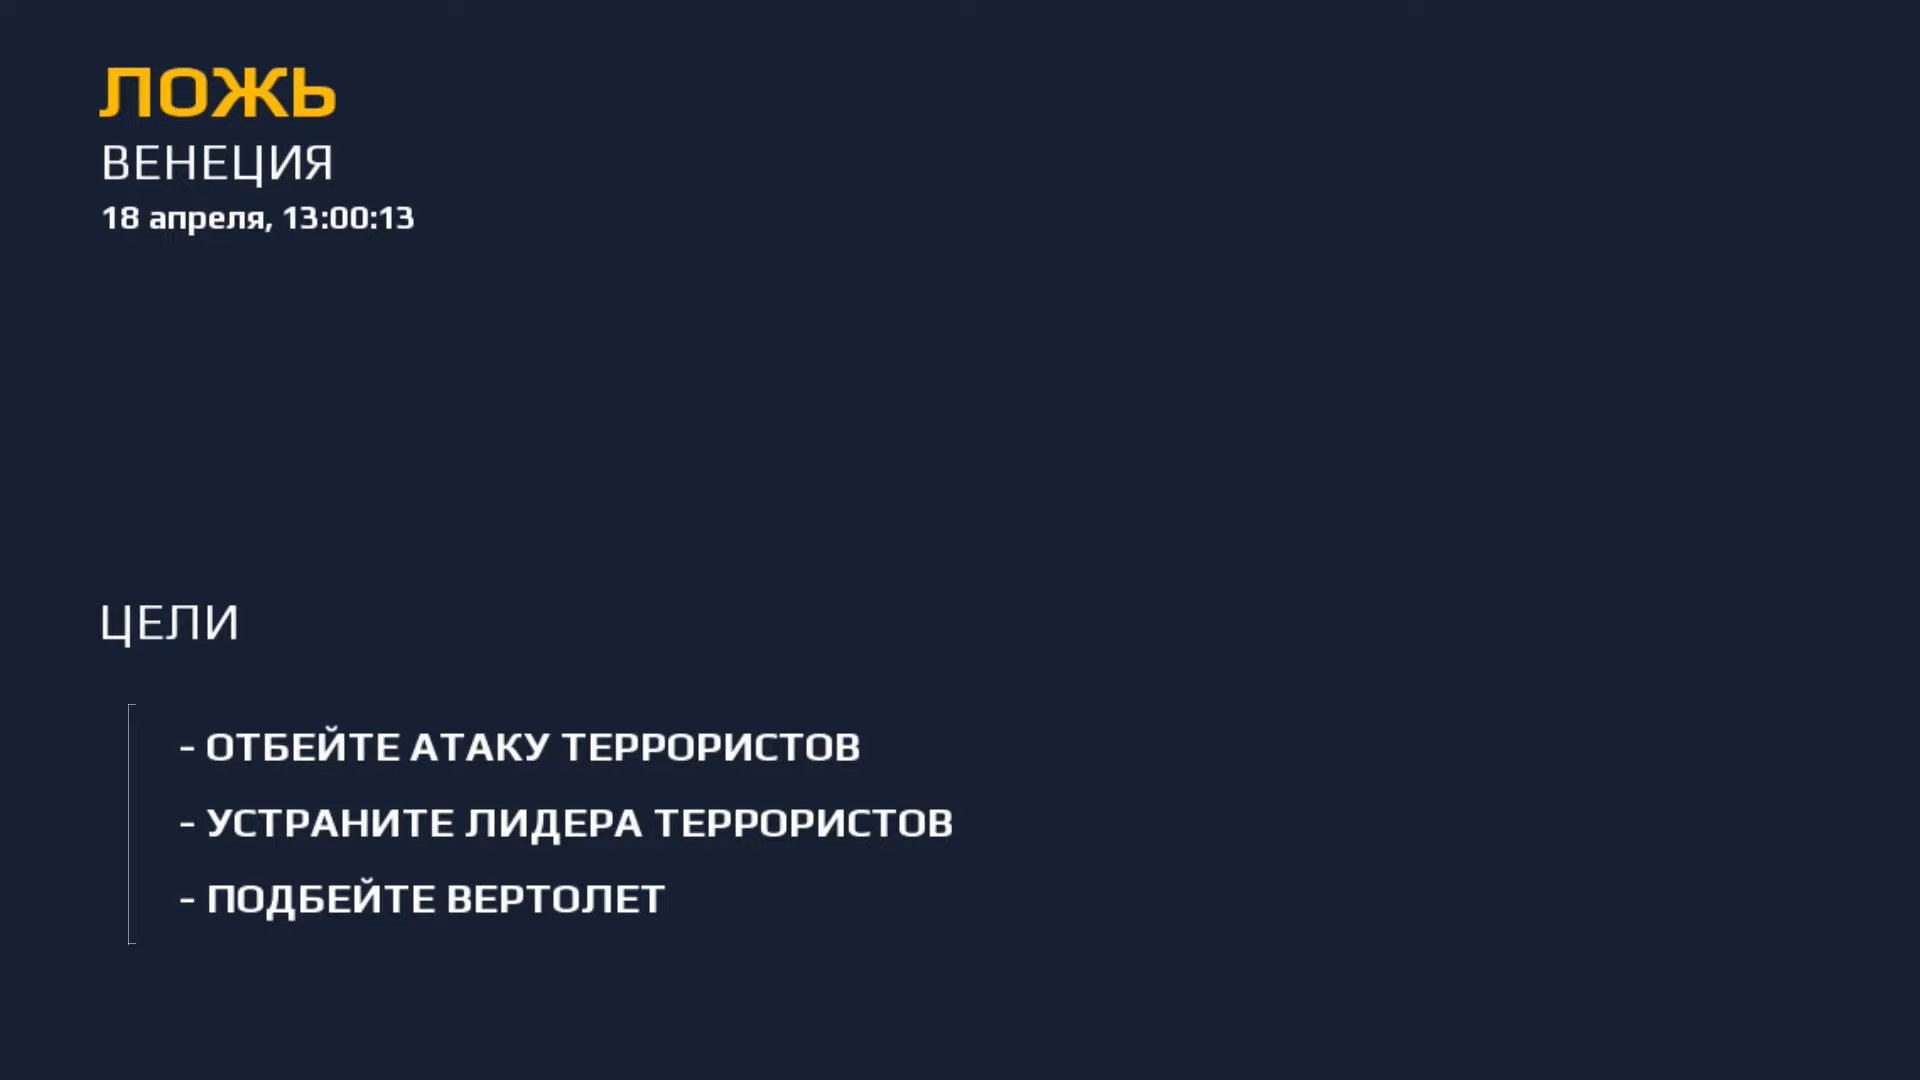 ЛОЖЬ
ВЕНЕЦИЯ
18 апреля, 13:00:13
ЦЕЛИ
- ОТБЕЙТЕ АТАКУ ТЕРРОРИСТОВ
- УСТРАНИТЕ ЛИДЕРА ТЕРРОРИСТОВ
- ПОДБЕЙТЕ ВЕРТОЛЕТ